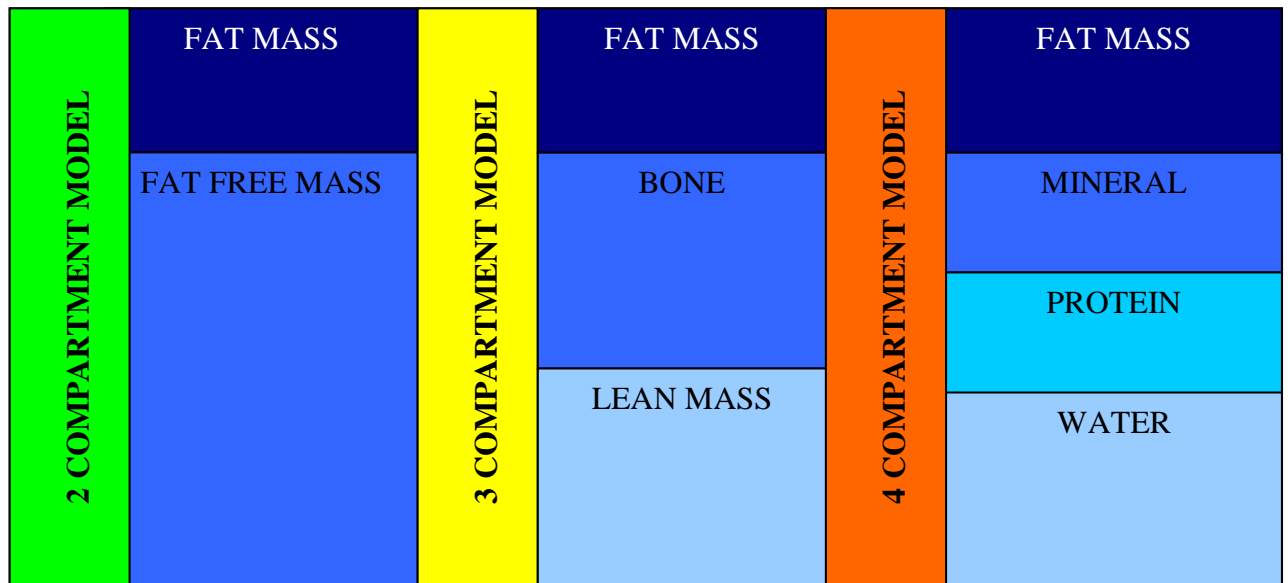 2 COMPARTMENT MODEL
FAT MASS
FAT FREE MASS
3 COMPARTMENT MODEL
FAT MASS
BONE
LEAN MASS
4 COMPARTMENT MODEL
FAT MASS
MINERAL
PROTEIN
WATER